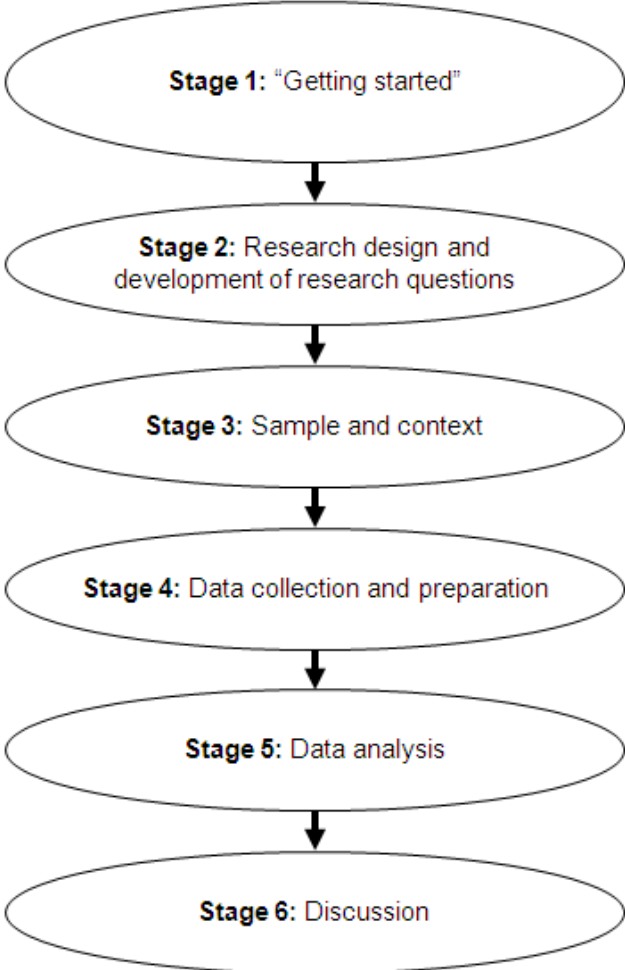 Stage 1: “Getting started”
Stage 2: Research design and
development of research questions
Stage 3: Sample and context
Stage 4: Data collection and preparation
Stage 5: Data analysis
Stage 6: Discussion